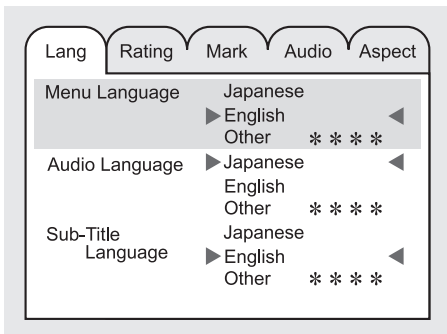 Lang Rating Mark Audio Aspect
Menu Language Japanese
English
Other ＊＊＊＊
Audio Language Japanese
English
Other ＊＊＊＊
Sub-Title Japanese
Language English
Other ＊＊＊＊